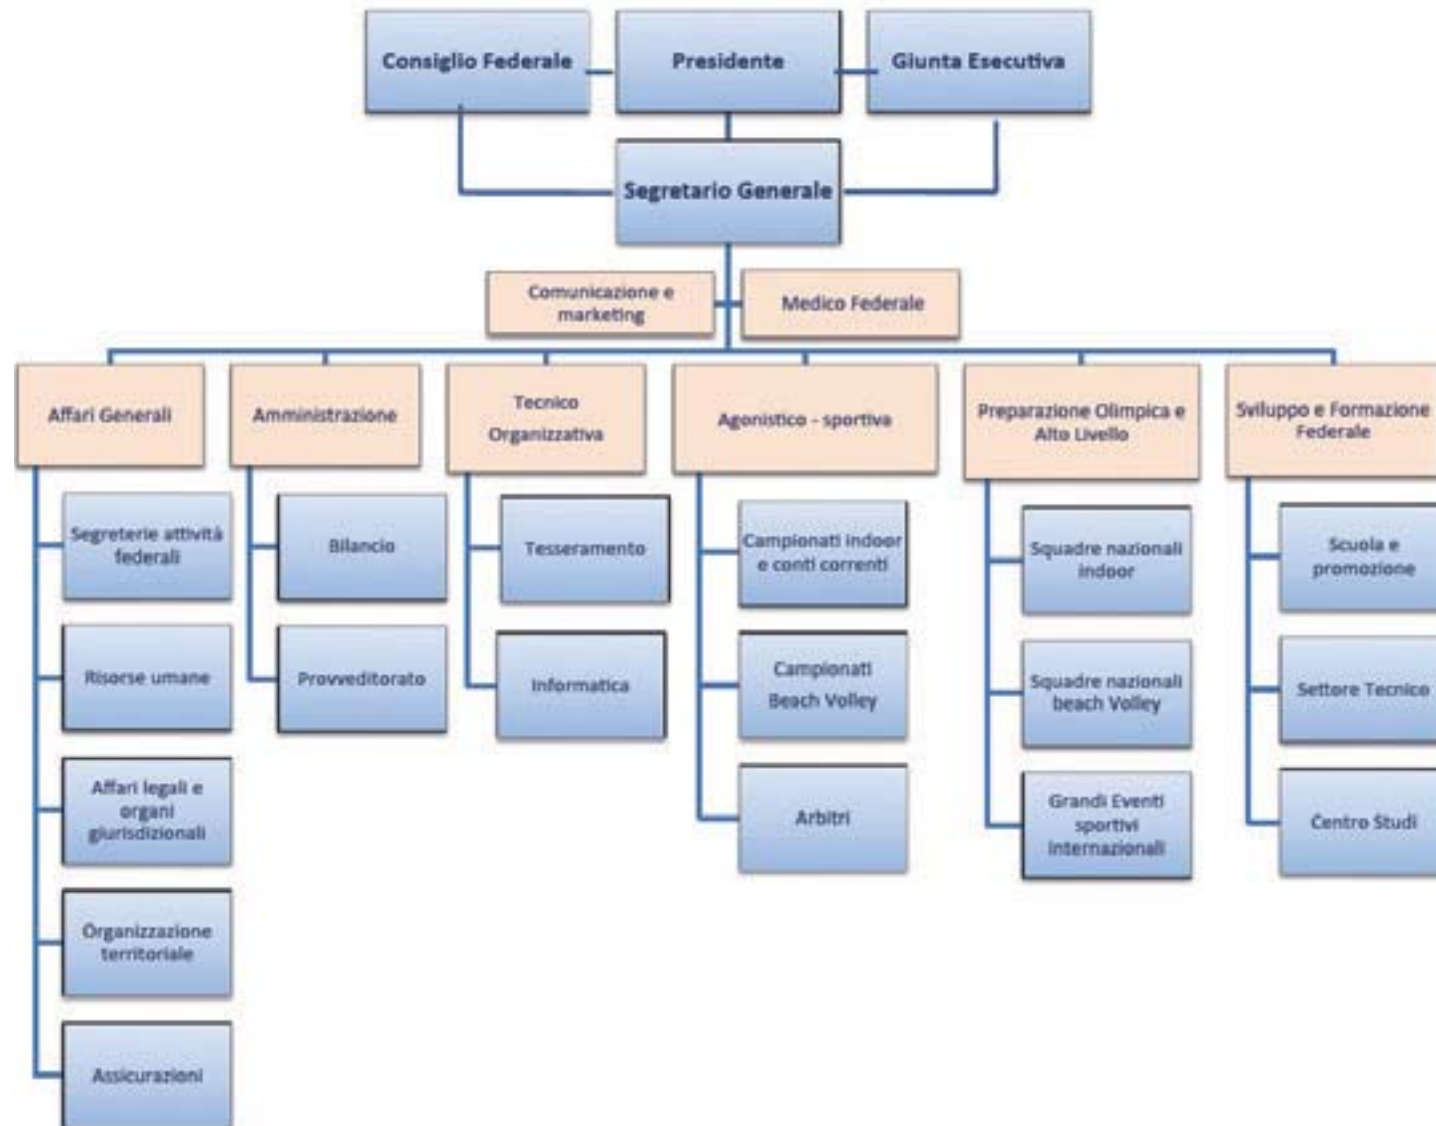 Consiglio Federale
Presidente
Giunta Esecutiva
Segretario Generale
Comunicazione e
marketing
Medico Federale
Affari Generali
Amministrazione
Tecnico
Organizzativa
Agonistico - sportiva
Preparazione Olimpica e
Alto Livello
Sviluppo e Formazione
Federale
Segreterie attività
federali
Risorse umane
Affari legali e
organi
giurisdizionali
Organizzazione
territoriale
Assicurazioni
Bilancio
Provveditorato
Tesseramento
Informatica
Campionati indoor
e conti correnti
Campionati
Beach Volley
Arbitri
Squadre nazionali
indoor
Squadre nazionali
beach Volley
Grandi Eventi
sportivi
internazionali
Scuola e
promozione
Settore Tecnico
Centro Studi